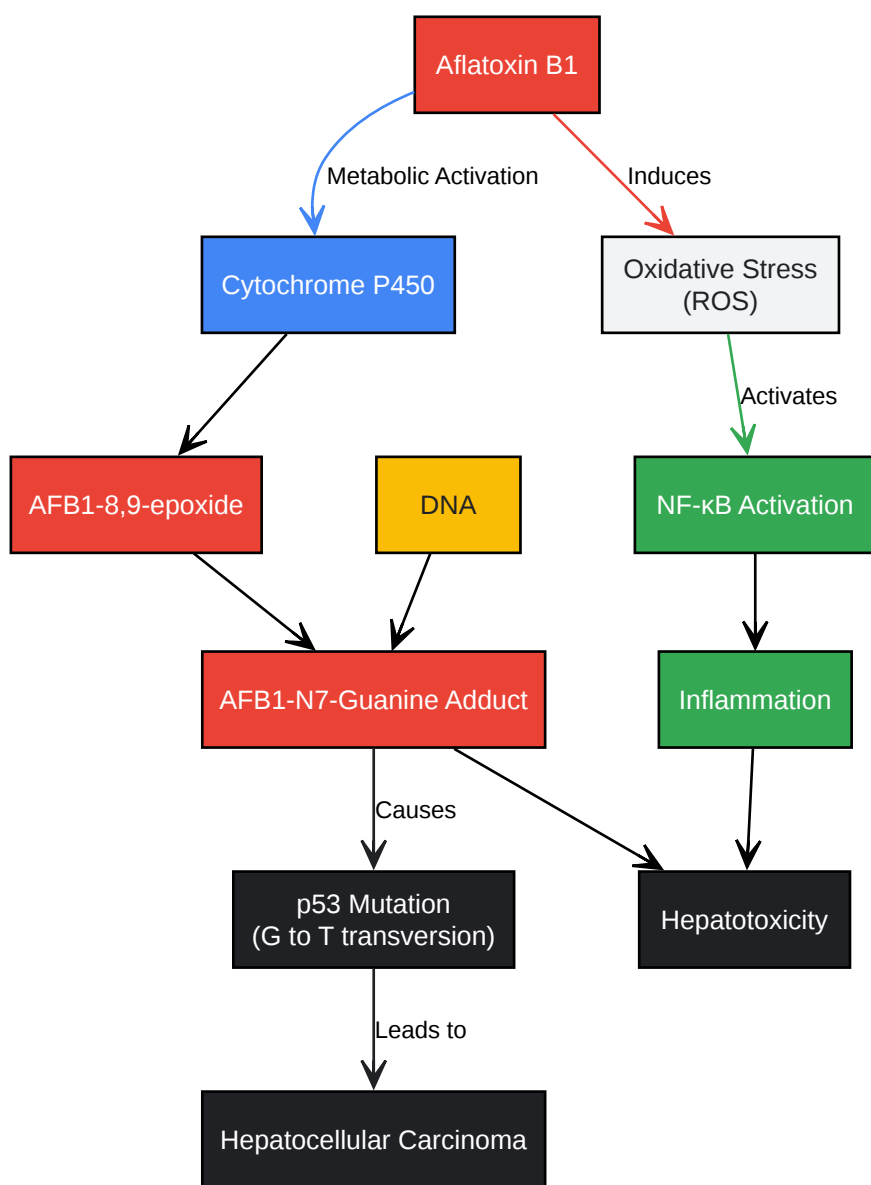 Aflatoxin B1
Metabolic Activation
Induces
Cytochrome P450
Oxidative Stress
(ROS)
Activates
AFB1-8,9-epoxide
DNA
NF-κB Activation
AFB1-N7-Guanine Adduct
Inflammation
Causes
p53 Mutation
(G to T transversion)
Hepatotoxicity
Leads to
Hepatocellular Carcinoma